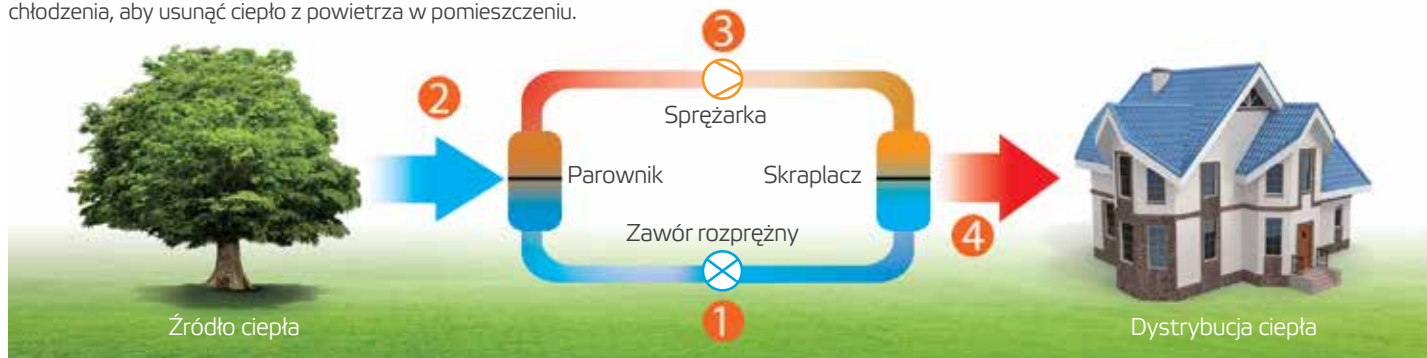 chłodzenia, aby usunąć ciepło z powietrza w pomieszczeniu.
3
2
Sprężarka
Parownik
Skraplacz
Zawór rozprężny
4
1
Źródło ciepła
Dystrybucja ciepła